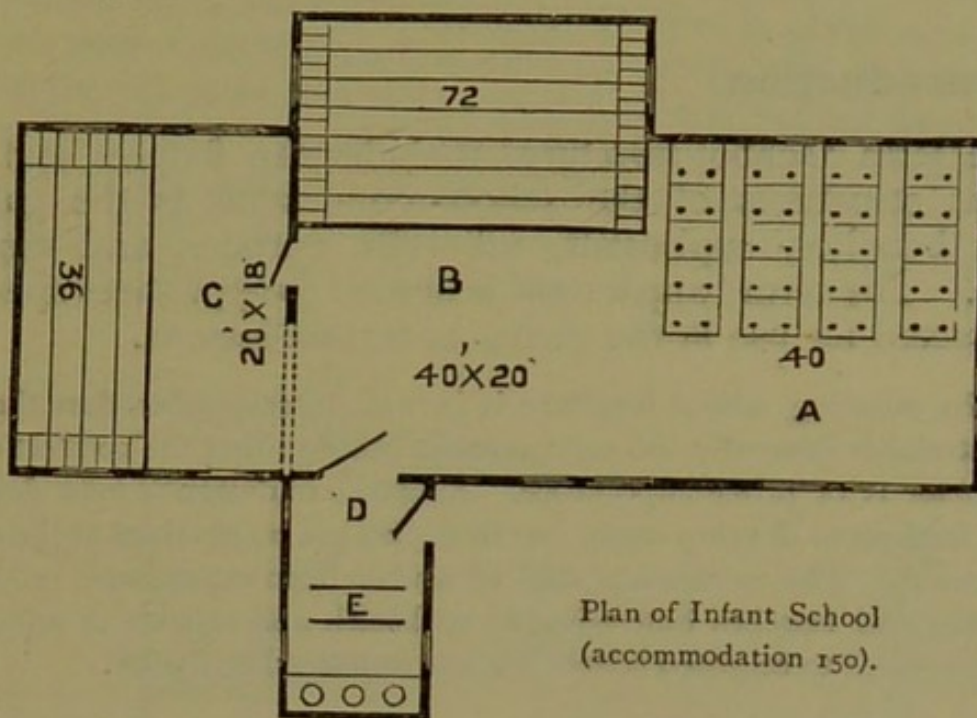 72
36
C
20 X 18
B
40' X 20
40
A
D
E
Plan of Infant School
(accommodation 150).